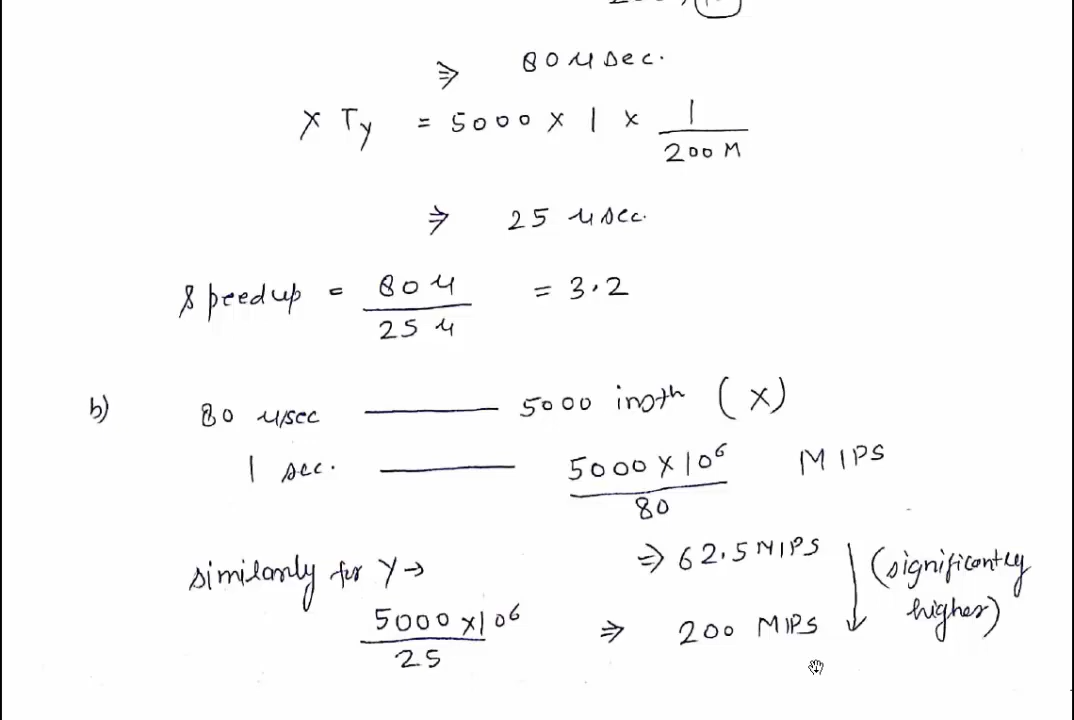 ⇒ 80 μsec.
X Ty = 5000 × 1 × 1 / 200 M
⇒ 25 μsec.
Speedup = 80 μ / 25 μ = 3.2
b) 80 μsec —— 5000 insth (X)
1 sec. —— 5000 × 10⁶ / 80 MIPS
⇒ 62.5 MIPS
similarly for Y →
(significantly
5000 × 10⁶ / 25 ⇒ 200 MIPS ↓
higher)